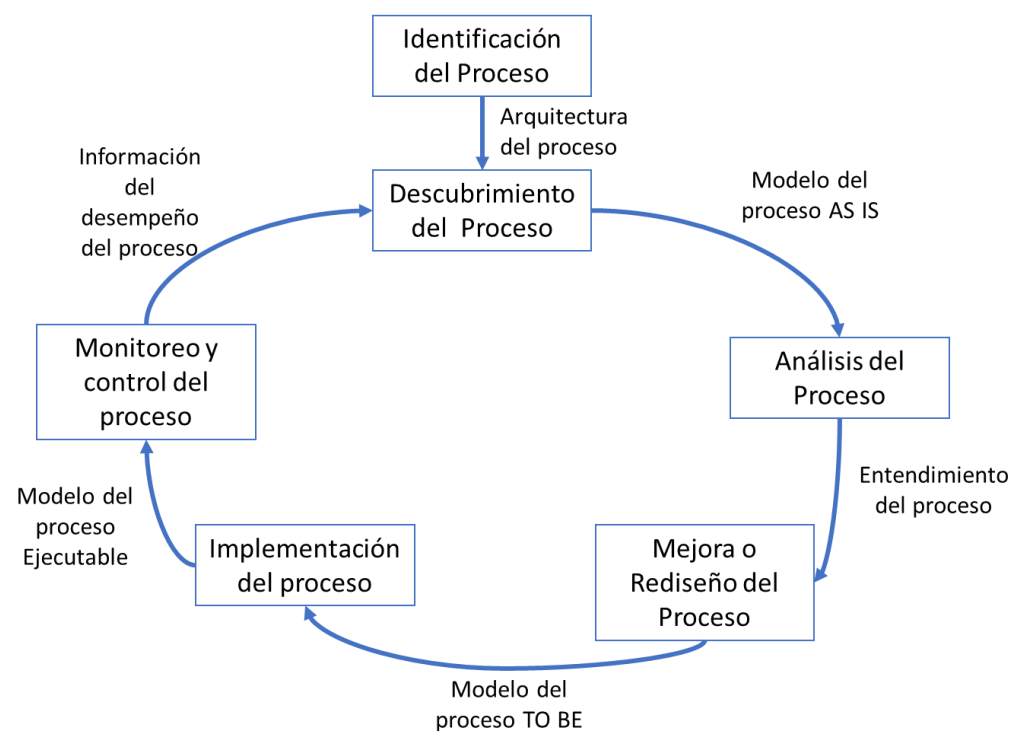 Identificación
del Proceso
Arquitectura
del proceso
Descubrimiento
del Proceso
Modelo del
proceso AS IS
Análisis del
Proceso
Entendimiento
del proceso
Mejora o
Rediseño del
Proceso
Modelo del
proceso TO BE
Implementación
del proceso
Modelo del
proceso
Ejecutable
Monitoreo y
control del
proceso
Información
del
desempeño
del proceso